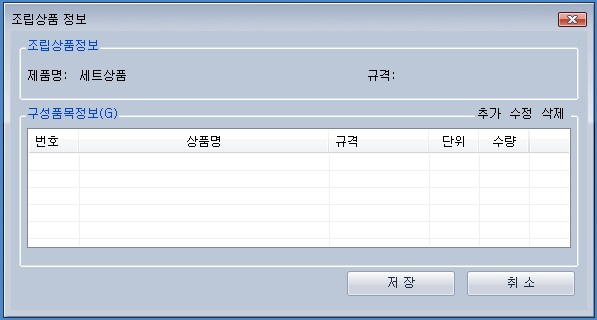 조립상품 정보
조립상품정보
제품명: 세트상품 규격:
구성품목정보(G) 추가 수정 삭제
번호 상품명 규격 단위 수량
저 장 취 소